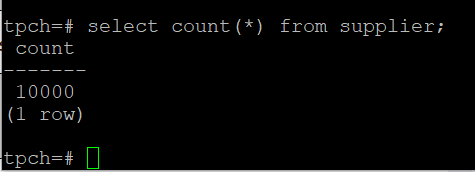 tpch=# select count(*) from supplier;
 count
-------
 10000
(1 row)

tpch=#